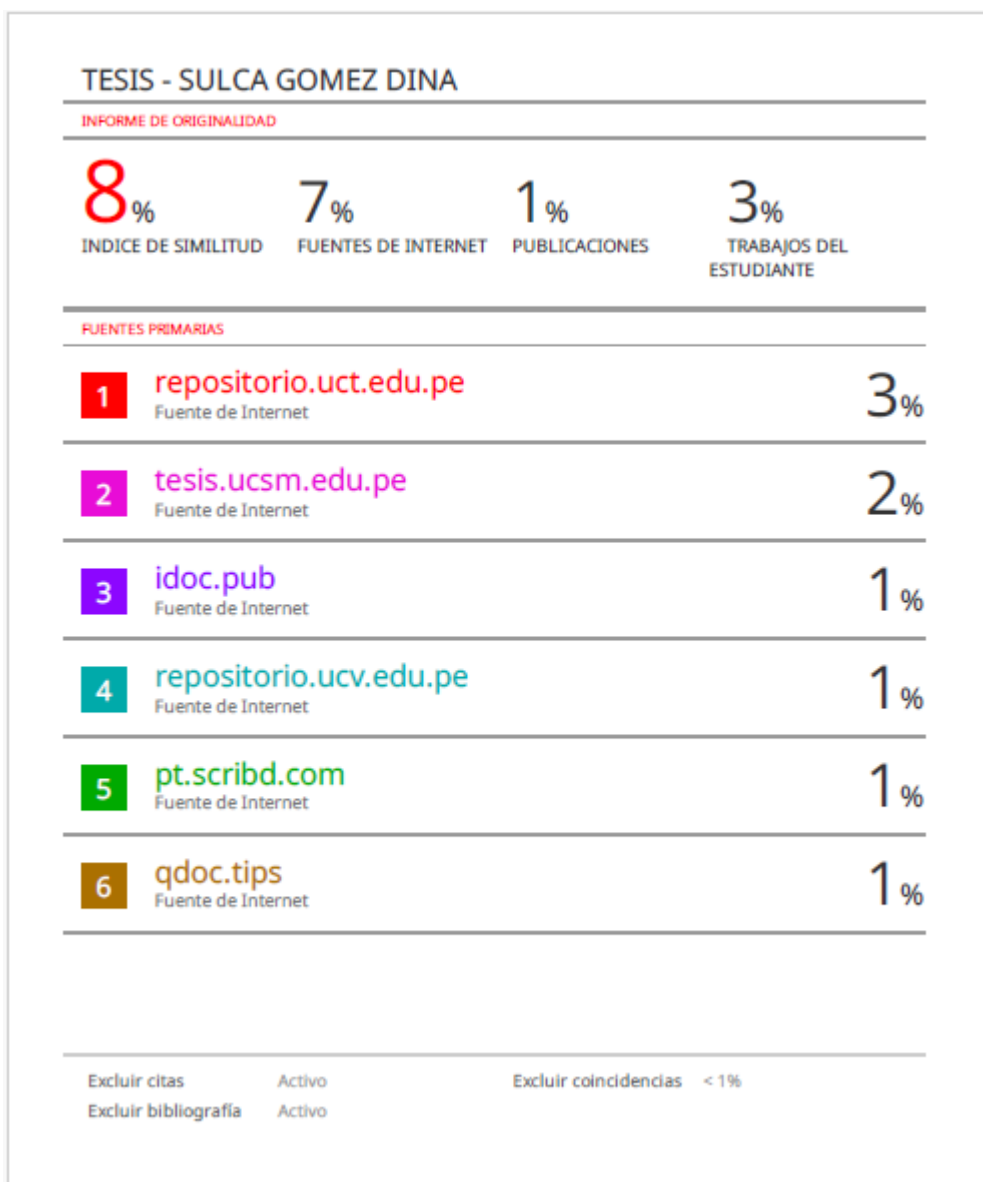 TESIS - SULCA GOMEZ DINA
INFORME DE ORIGINALIDAD
8% 7% 1% 3%
INDICE DE SIMILITUD FUENTES DE INTERNET PUBLICACIONES TRABAJOS DEL
ESTUDIANTE
FUENTES PRIMARIAS
1 repositorio.uct.edu.pe 3%
Fuente de Internet
2 tesis.ucsm.edu.pe 2%
Fuente de Internet
3 idoc.pub 1%
Fuente de Internet
4 repositorio.ucv.edu.pe 1%
Fuente de Internet
5 pt.scribd.com 1%
Fuente de Internet
6 qdoc.tips 1%
Fuente de Internet
Excluir citas Activo Excluir coincidencias < 1%
Excluir bibliografía Activo